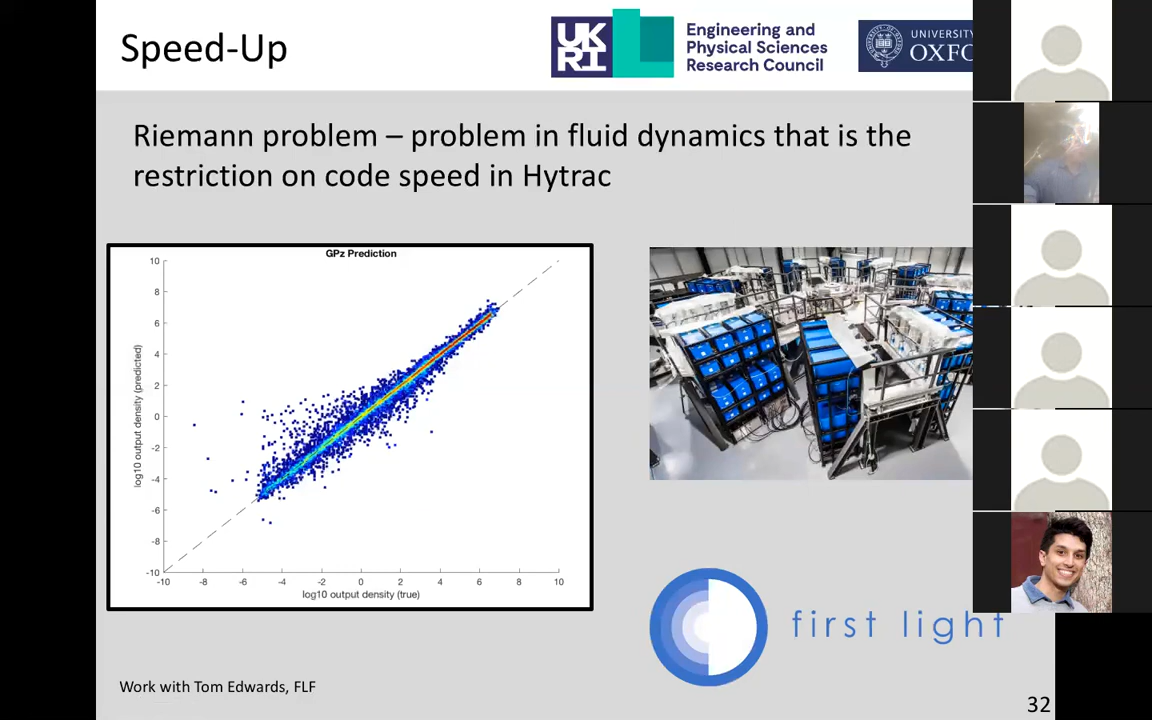 Speed-Up
UK
RI
Engineering and
Physical Sciences
Research Council
UNIVERSITY
Riemann problem – problem in fluid dynamics that is the
restriction on code speed in Hytrac
GPz Prediction
10
8
6
4
2
0
-2
-4
-6
-8
-10
log10 output density (predicted)
-10 -8 -6 -4 -2 0 2 4 6 8 10
log10 output density (true)
first light
Work with Tom Edwards, FLF
32